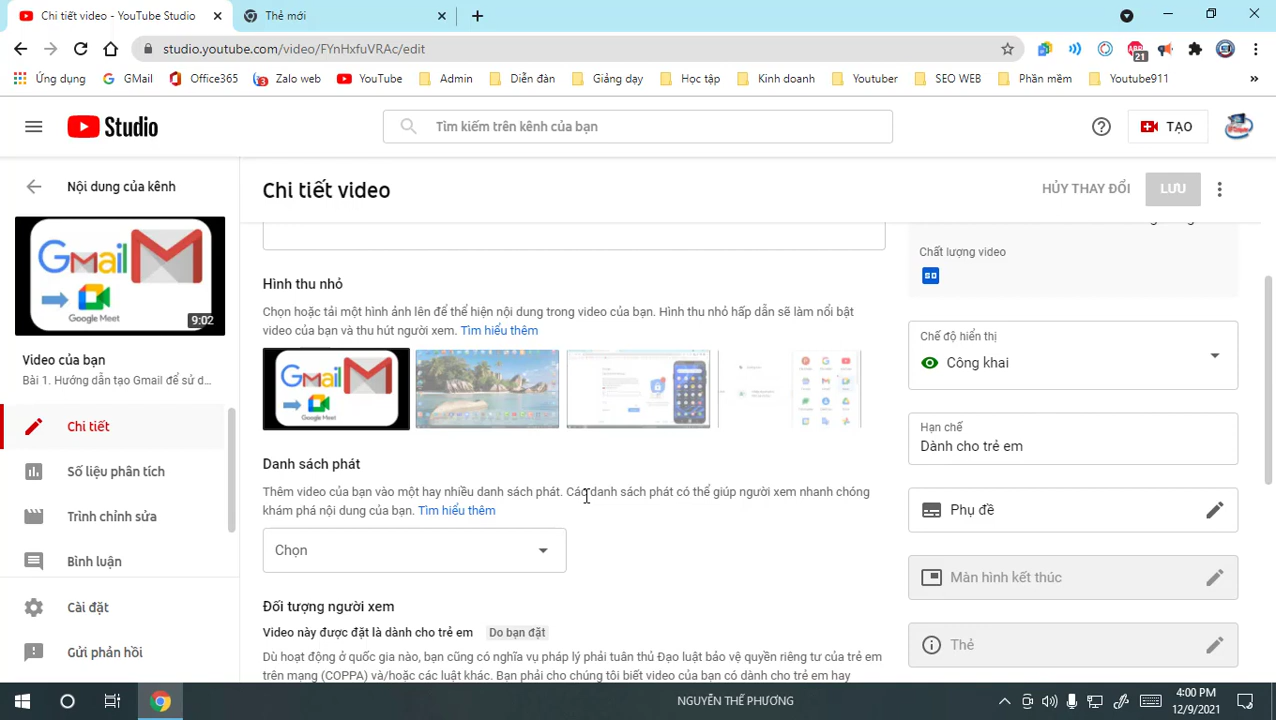 Chi tiết video - YouTube Studio
Thẻ mới
studio.youtube.com/video/FYnHxfuVRAc/edit
21
Ứng dụng GMail Office365 Zalo web YouTube Admin Diễn đàn Giảng dạy Học tập Kinh doanh Youtuber SEO WEB Phần mềm Youtube911 »
Studio
Tìm kiếm trên kênh của bạn
TẠO
Nội dung của kênh
Chi tiết video
HỦY THAY ĐỔI
LƯU
Gmail
Google Meet
9:02
Video của bạn
Bài 1. Hướng dẫn tạo Gmail để sử d...
Chi tiết
Số liệu phân tích
Trình chỉnh sửa
Bình luận
Cài đặt
Gửi phản hồi
Hình thu nhỏ
Chọn hoặc tải một hình ảnh lên để thể hiện nội dung trong video của bạn. Hình thu nhỏ hấp dẫn sẽ làm nổi bật
video của bạn và thu hút người xem. Tìm hiểu thêm
Gmail
Google Meet
Danh sách phát
Thêm video của bạn vào một hay nhiều danh sách phát. Các danh sách phát có thể giúp người xem nhanh chóng
khám phá nội dung của bạn. Tìm hiểu thêm
Chọn
Đối tượng người xem
Video này được đặt là dành cho trẻ em Do bạn đặt
Dù hoạt động ở quốc gia nào, bạn cũng có nghĩa vụ pháp lý phải tuân thủ Đạo luật bảo vệ quyền riêng tư của trẻ em
trên mạng (COPPA) và/hoặc các luật khác. Bạn phải cho chúng tôi biết video của bạn có dành cho trẻ em hay
Chất lượng video
SD
Chế độ hiển thị
Công khai
Hạn chế
Dành cho trẻ em
Phụ đề
Màn hình kết thúc
Thẻ
NGUYỄN THẾ PHƯƠNG
4:00 PM
12/9/2021